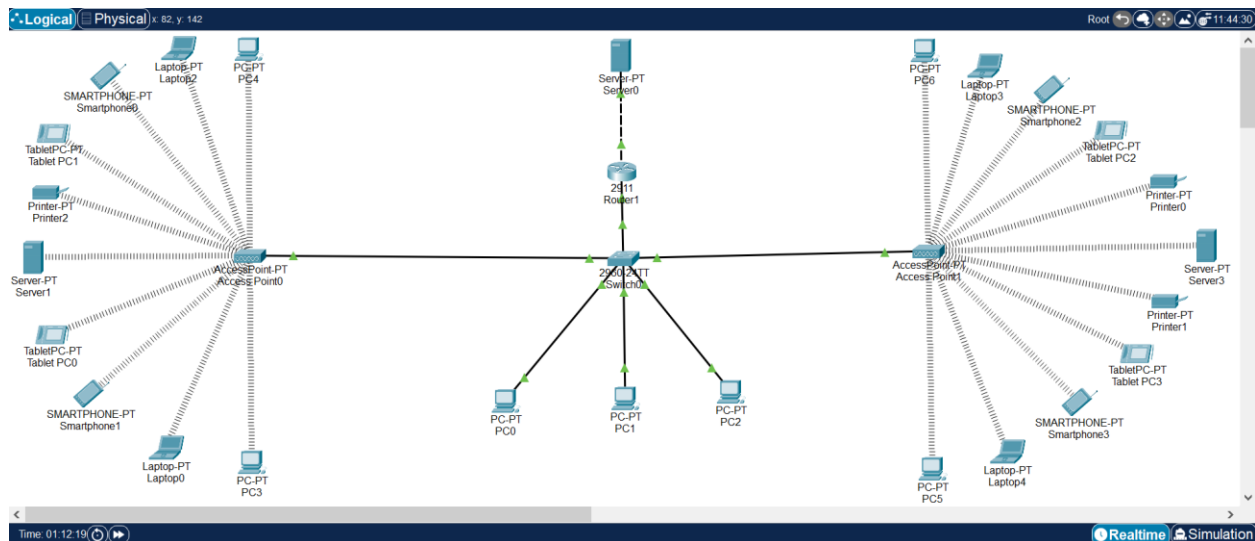 Logical
Physical
x: 82, y: 142
Root
11:44:30
Laptop-PT
Laptop2
PC-PT
PC4
SMARTPHONE-PT
Smartphone0
TabletPC-PT
Tablet PC1
Printer-PT
Printer2
Server-PT
Server1
AccessPoint-PT
Access Point0
TabletPC-PT
Tablet PC0
SMARTPHONE-PT
Smartphone1
Laptop-PT
Laptop0
PC-PT
PC3
Server-PT
Server0
2911
Router1
2960-24TT
Switch0
PC-PT
PC0
PC-PT
PC1
PC-PT
PC2
PC-PT
PC6
Laptop-PT
Laptop3
SMARTPHONE-PT
Smartphone2
TabletPC-PT
Tablet PC2
Printer-PT
Printer0
AccessPoint-PT
Access Point1
Server-PT
Server3
Printer-PT
Printer1
TabletPC-PT
Tablet PC3
SMARTPHONE-PT
Smartphone3
Laptop-PT
Laptop4
PC-PT
PC5
Time: 01:12:19
Realtime
Simulation